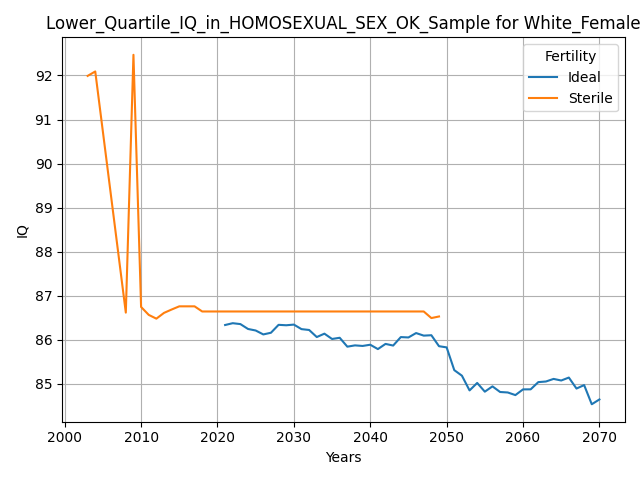 Lower_Quartile_IQ_in_HOMOSEXUAL_SEX_OK_Sample for White_Female
Fertility
Ideal
Sterile
92
91
90
89
88
87
86
85
IQ
2000 2010 2020 2030 2040 2050 2060 2070
Years